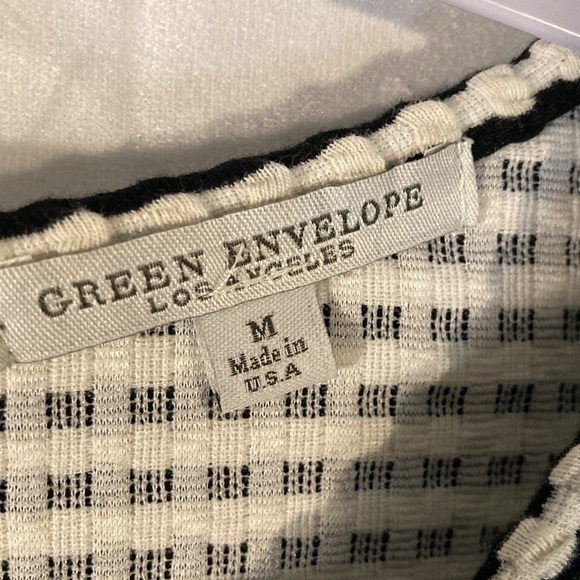 GREEN ENVELOPE
LOS ANGELES
M
Made in
U.S.A